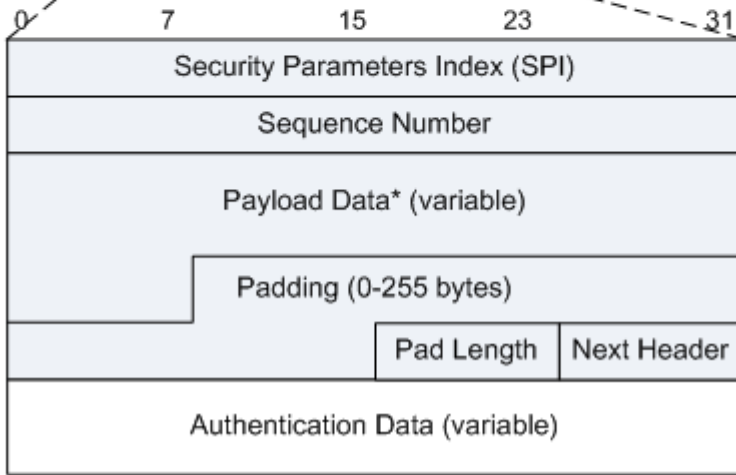 0 7 15 23 31
Security Parameters Index (SPI)
Sequence Number
Payload Data* (variable)
Padding (0-255 bytes)
Pad Length Next Header
Authentication Data (variable)